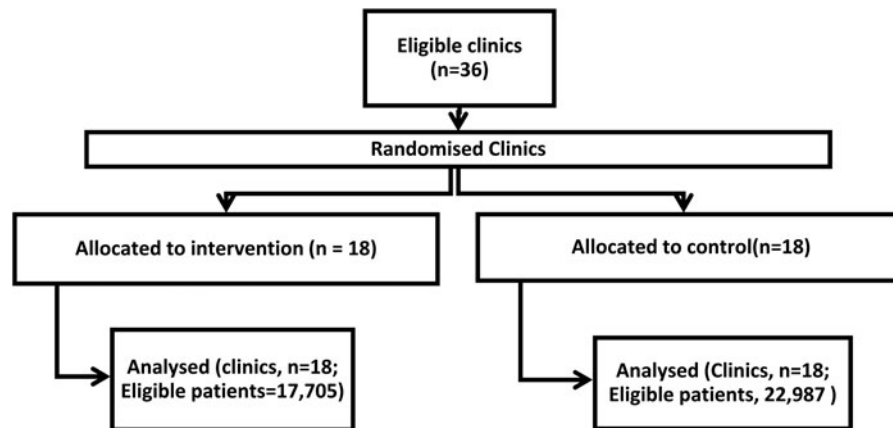 Eligible clinics
(n=36)
Randomised Clinics
Allocated to intervention (n = 18)
Allocated to control(n=18)
Analysed (clinics, n=18;
Eligible patients=17,705)
Analysed (Clinics, n=18;
Eligible patients, 22,987 )